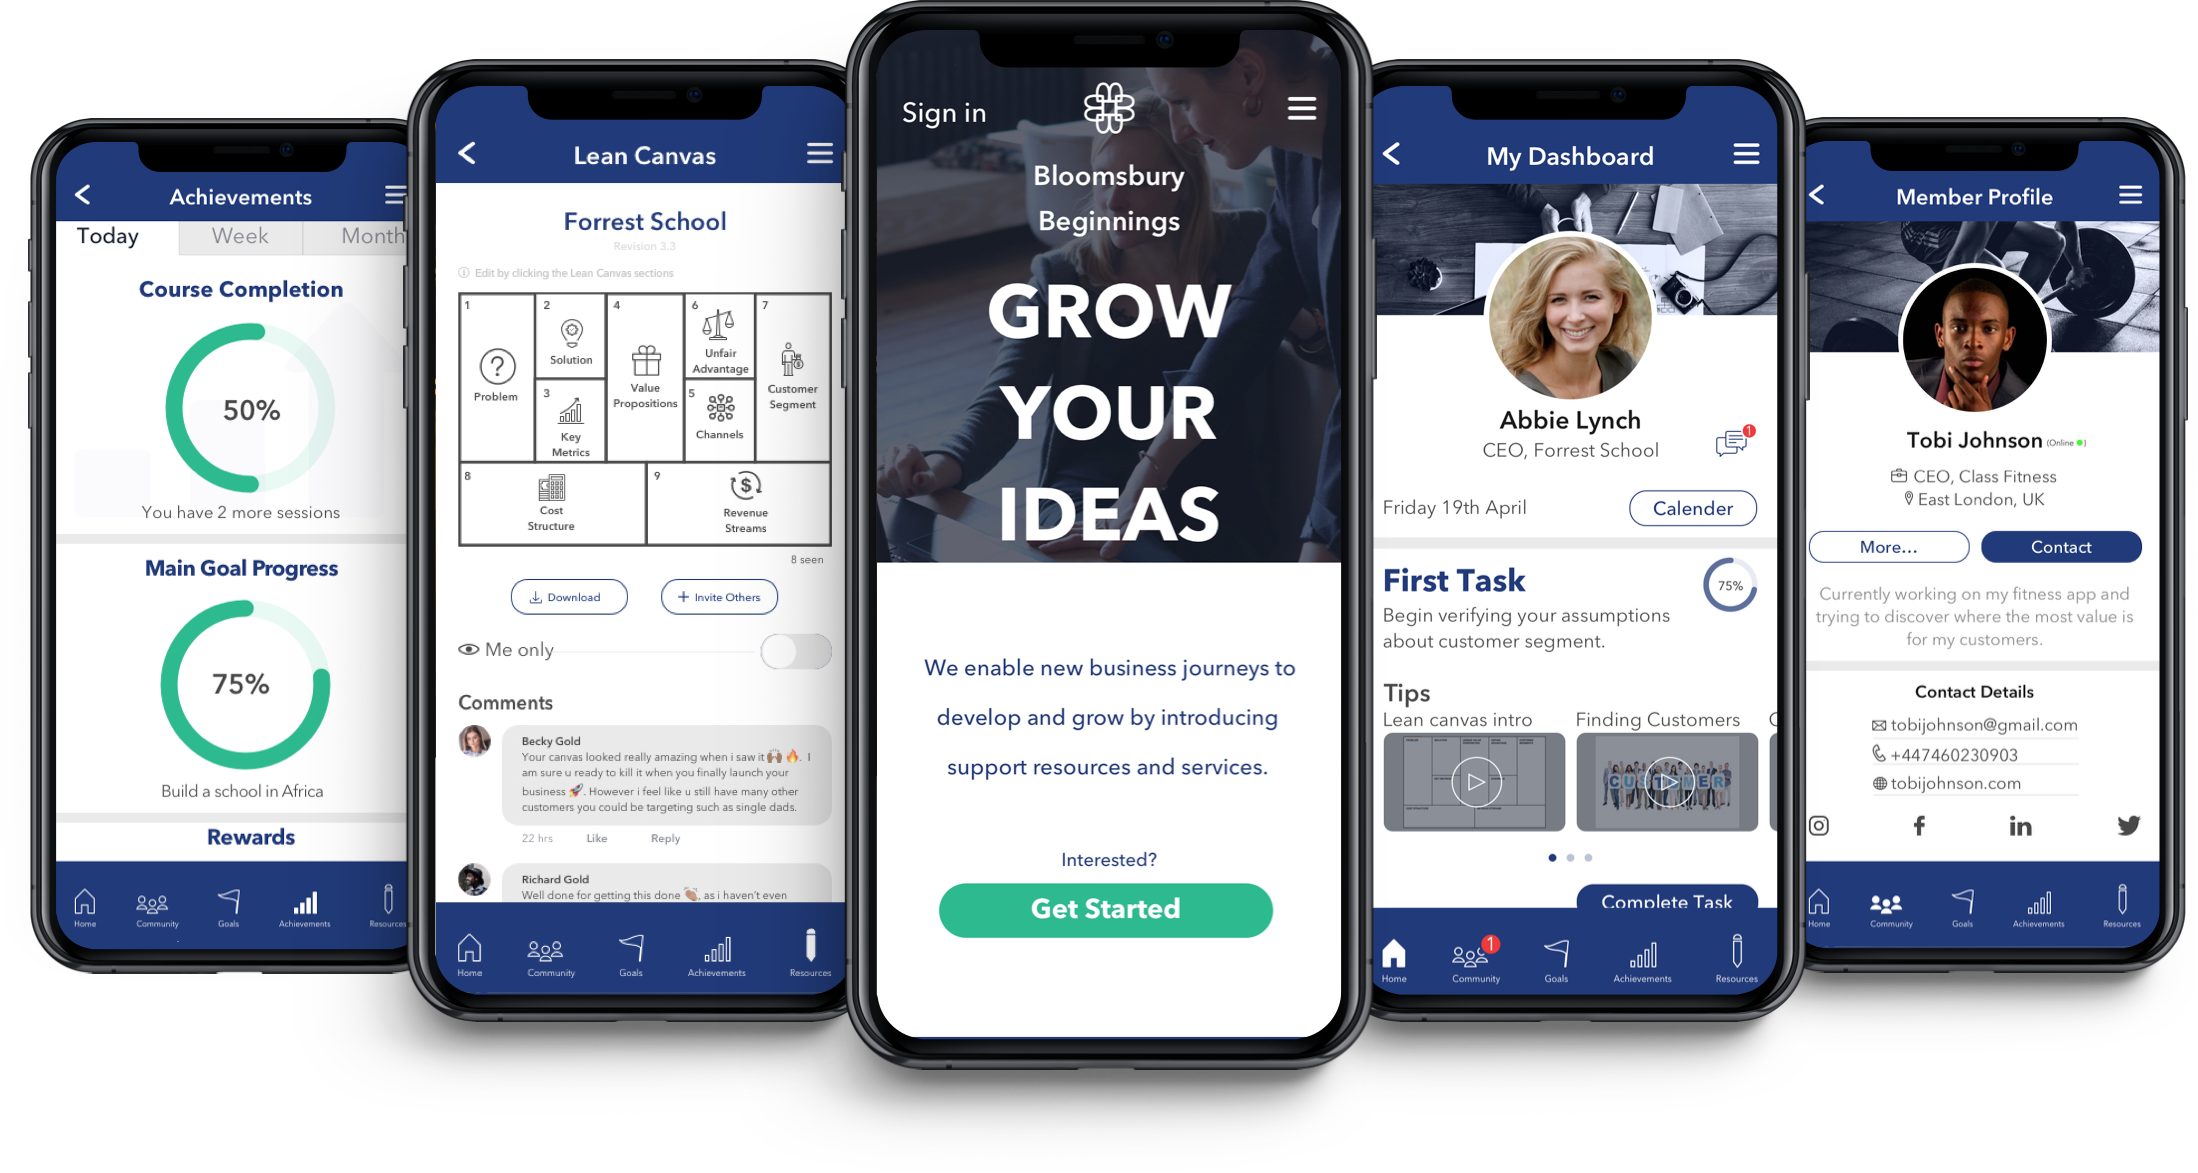 Achievements
Today
Week
Month
Course Completion
50%
You have 2 more sessions
Main Goal Progress
75%
Build a school in Africa
Rewards
Home
Community
Goals
Achievements
Resources
Lean Canvas
Forrest School
Revision 3.3
Edit by clicking the Lean Canvas sections
1
Problem
2
Solution
3
Key
Metrics
4
Value
Propositions
6
Unfair
Advantage
5
Channels
7
Customer
Segment
8
Cost
Structure
9
$
Revenue
Streams
8 seen
Download
Invite Others
Me only
Comments
Becky Gold
Your canvas looked really amazing when i saw it 🙌🏽 🔥. I
am sure u ready to kill it when you finally launch your
business 🚀. However i feel like u still have many other
customers you could be targeting such as single dads.
22 hrs
Like
Reply
Richard Gold
Well done for getting this done 👏🏽, as i haven't even
Home
Community
Goals
Achievements
Resources
Sign in
Bloomsbury
Beginnings
GROW
YOUR
IDEAS
We enable new business journeys to
develop and grow by introducing
support resources and services.
Interested?
Get Started
My Dashboard
Abbie Lynch
CEO, Forrest School
1
Friday 19th April
Calender
First Task
75%
Begin verifying your assumptions
about customer segment.
Tips
Lean canvas intro
Finding Customers
CUSTOMER
Complete Task
Home
1
Community
Goals
Achievements
Resources
Member Profile
Tobi Johnson (Online )
CEO, Class Fitness
East London, UK
More...
Contact
Currently working on my fitness app and
trying to discover where the most value is
for my customers.
Contact Details
tobijohnson@gmail.com
+447460230903
tobijohnson.com
Home
Community
Goals
Achievements
Resources